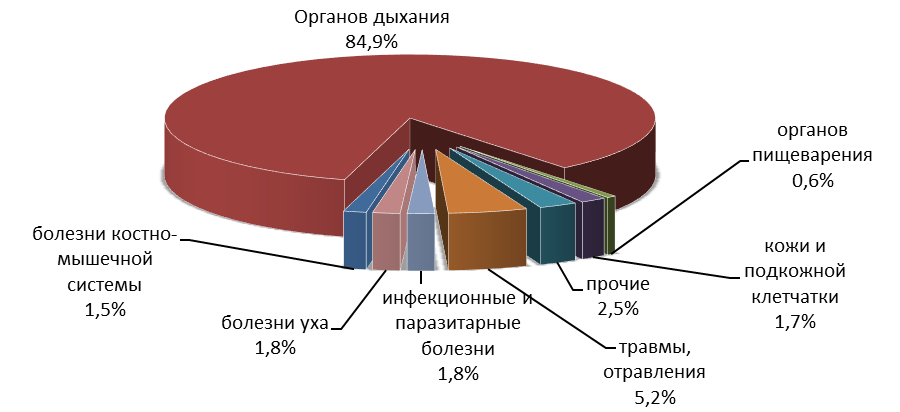 Органов дыхания
84,9%
органов
пищеварения
0,6%
кожи и
подкожной
клетчатки
1,7%
прочие
2,5%
травмы,
отравления
5,2%
инфекционные и
паразитарные
болезни
1,8%
болезни уха
1,8%
болезни костно-
мышечной
системы
1,5%